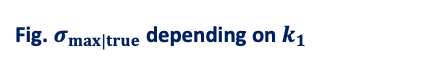 Fig. σmax|true depending on k1